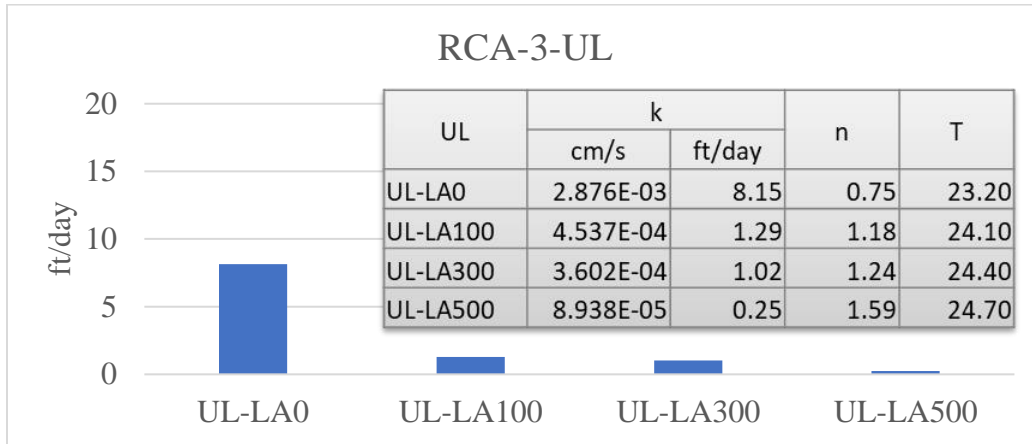 RCA-3-UL
ft/day
20
15
10
5
0
UL-LA0 UL-LA100 UL-LA300 UL-LA500
UL k n T
cm/s ft/day
UL-LA0 2.876E-03 8.15 0.75 23.20
UL-LA100 4.537E-04 1.29 1.18 24.10
UL-LA300 3.602E-04 1.02 1.24 24.40
UL-LA500 8.938E-05 0.25 1.59 24.70